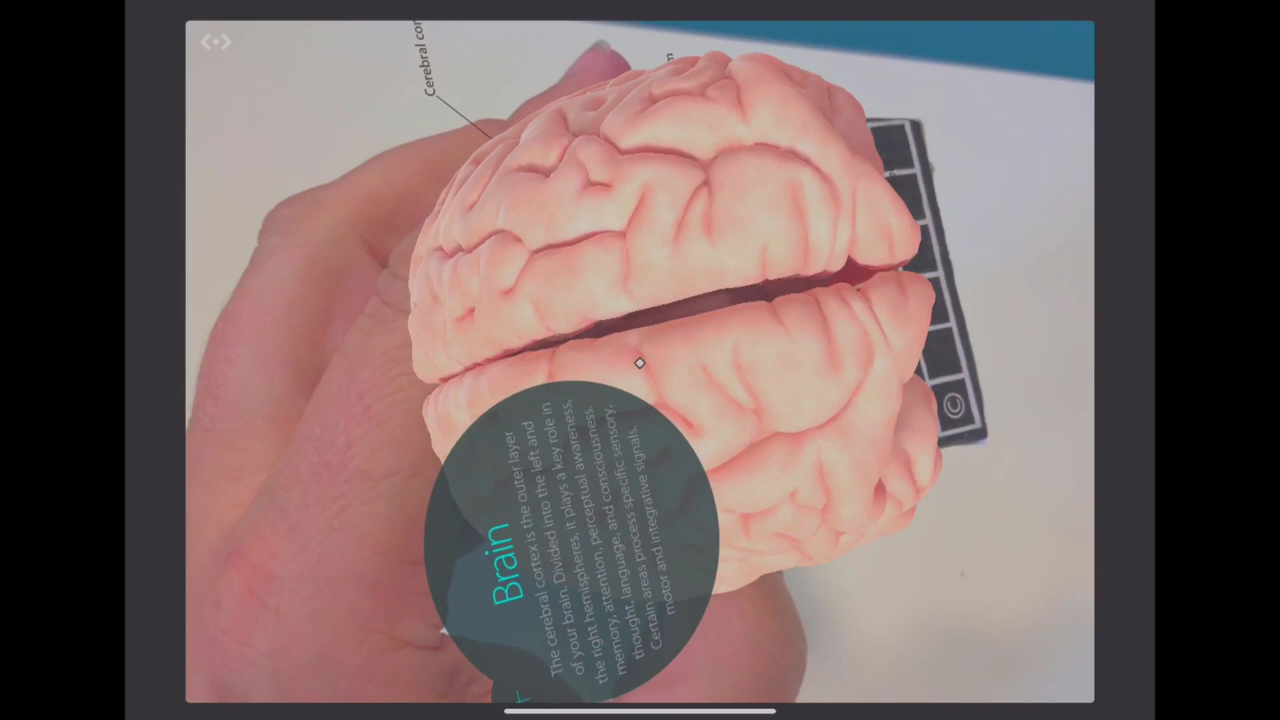 Cerebral cor
m
Brain
The cerebral cortex is the outer layer
of your brain. Divided into the left and
the right hemispheres, it plays a key role in
memory, attention, perceptual awareness,
thought, language, and consciousness.
Certain areas process specific sensory,
motor and integrative signals.
©